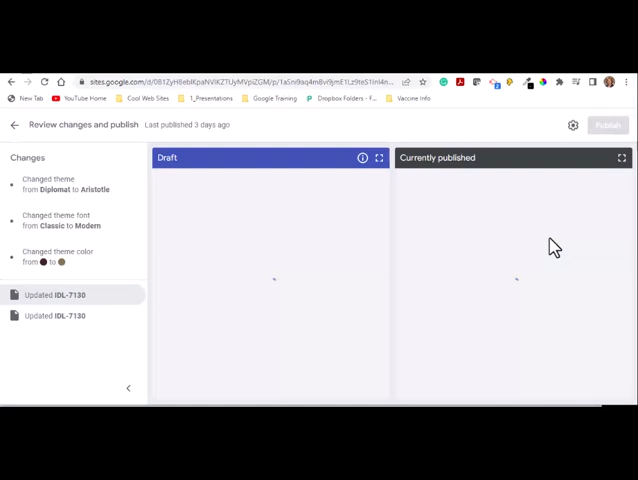 sites.google.com/d/
New Tab YouTube Home Cool Web Sites 1_Presentations Google Training Dropbox Folders - F... Vaccine Info
Review changes and publish Last published 3 days ago Publish
Changes
Changed theme
from Diplomat to Aristotle
Changed theme font
from Classic to Modern
Changed theme color
from to
Updated IDL-7130
Updated IDL-7130
Draft
Currently published